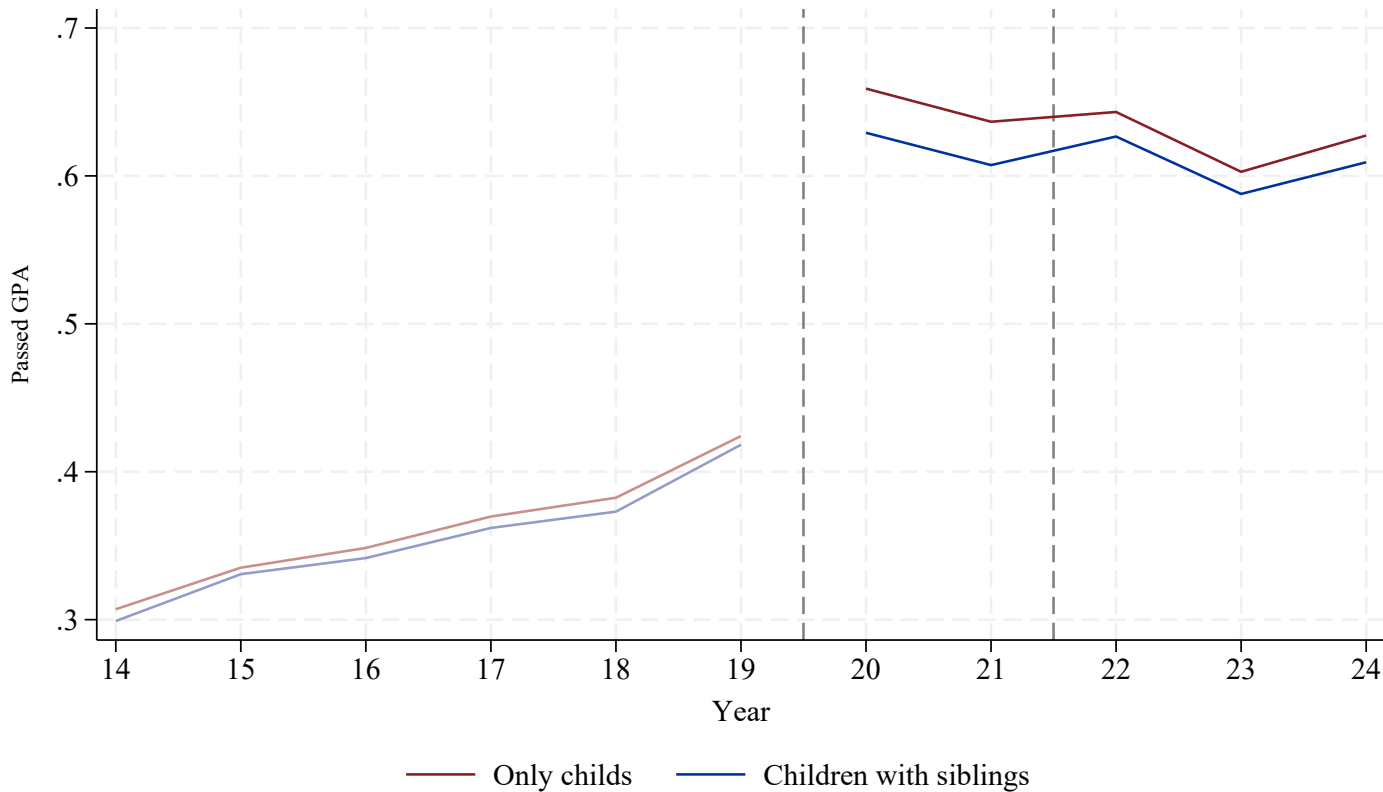 .7
.6
.5
.4
.3
Passed GPA
14 15 16 17 18 19 20 21 22 23 24
Year
Only childs Children with siblings